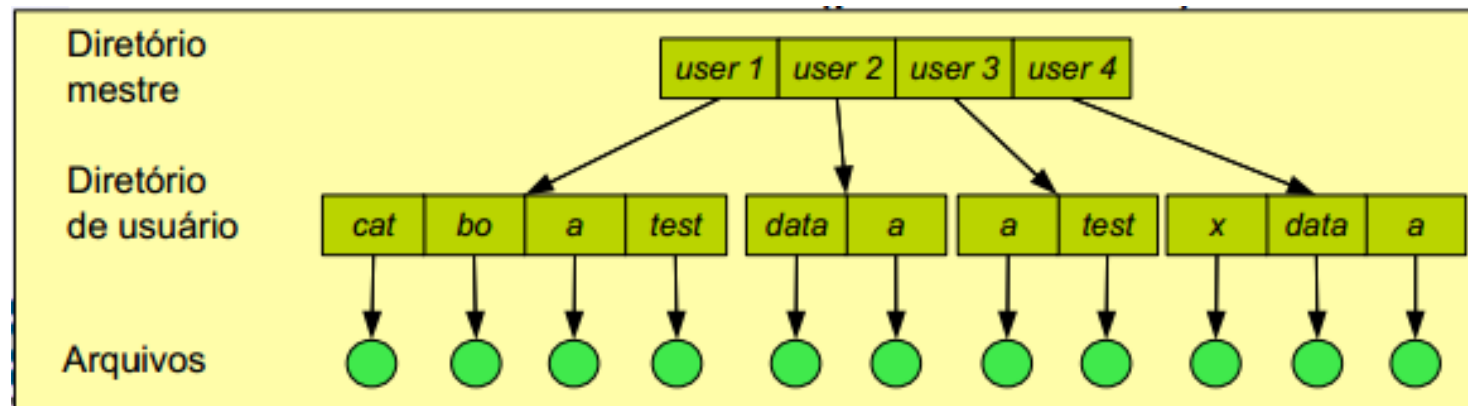 Diretório
mestre
user 1 user 2 user 3 user 4
Diretório
de usuário
cat bo a test data a a test x data a
Arquivos